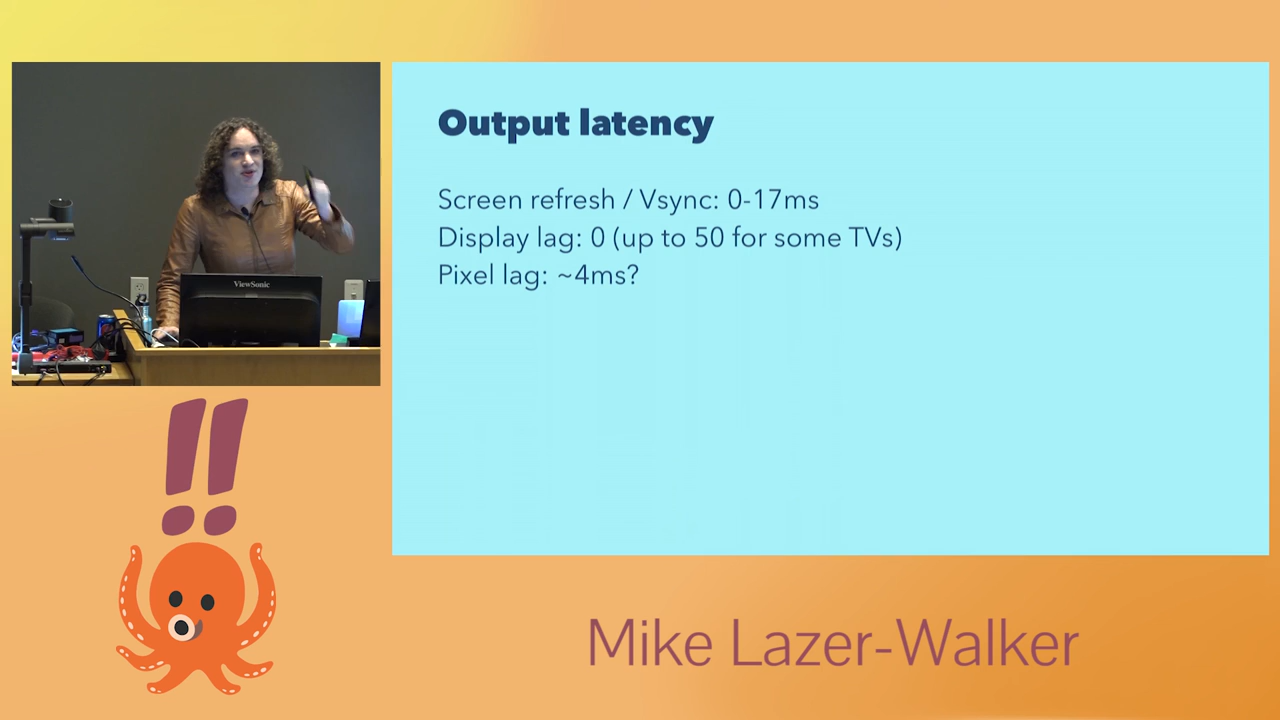 Output latency
Screen refresh / Vsync: 0-17ms
Display lag: 0 (up to 50 for some TVs)
Pixel lag: ~4ms?
ViewSonic
!!
Mike Lazer-Walker